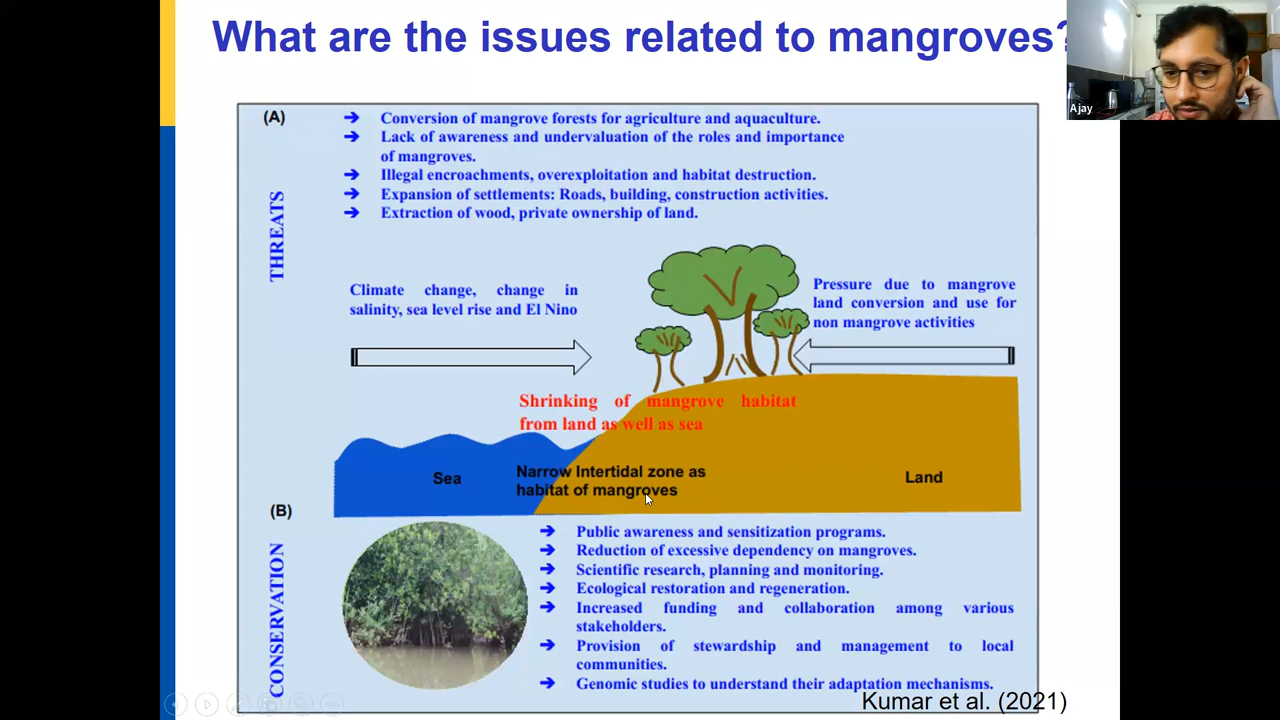 What are the issues related to mangroves?
Ajay
(A)
THREATS
➔ Conversion of mangrove forests for agriculture and aquaculture.
➔ Lack of awareness and undervaluation of the roles and importance
of mangroves.
➔ Illegal encroachments, overexploitation and habitat destruction.
➔ Expansion of settlements: Roads, building, construction activities.
➔ Extraction of wood, private ownership of land.
Climate change, change in
salinity, sea level rise and El Nino
Pressure due to mangrove
land conversion and use for
non mangrove activities
Shrinking of mangrove habitat
from land as well as sea
Sea
Narrow Intertidal zone as
habitat of mangroves
Land
(B)
CONSERVATION
➔ Public awareness and sensitization programs.
➔ Reduction of excessive dependency on mangroves.
➔ Scientific research, planning and monitoring.
➔ Ecological restoration and regeneration.
➔ Increased funding and collaboration among various
stakeholders.
➔ Provision of stewardship and management to local
communities.
➔ Genomic studies to understand their adaptation mechanisms.
Kumar et al. (2021)